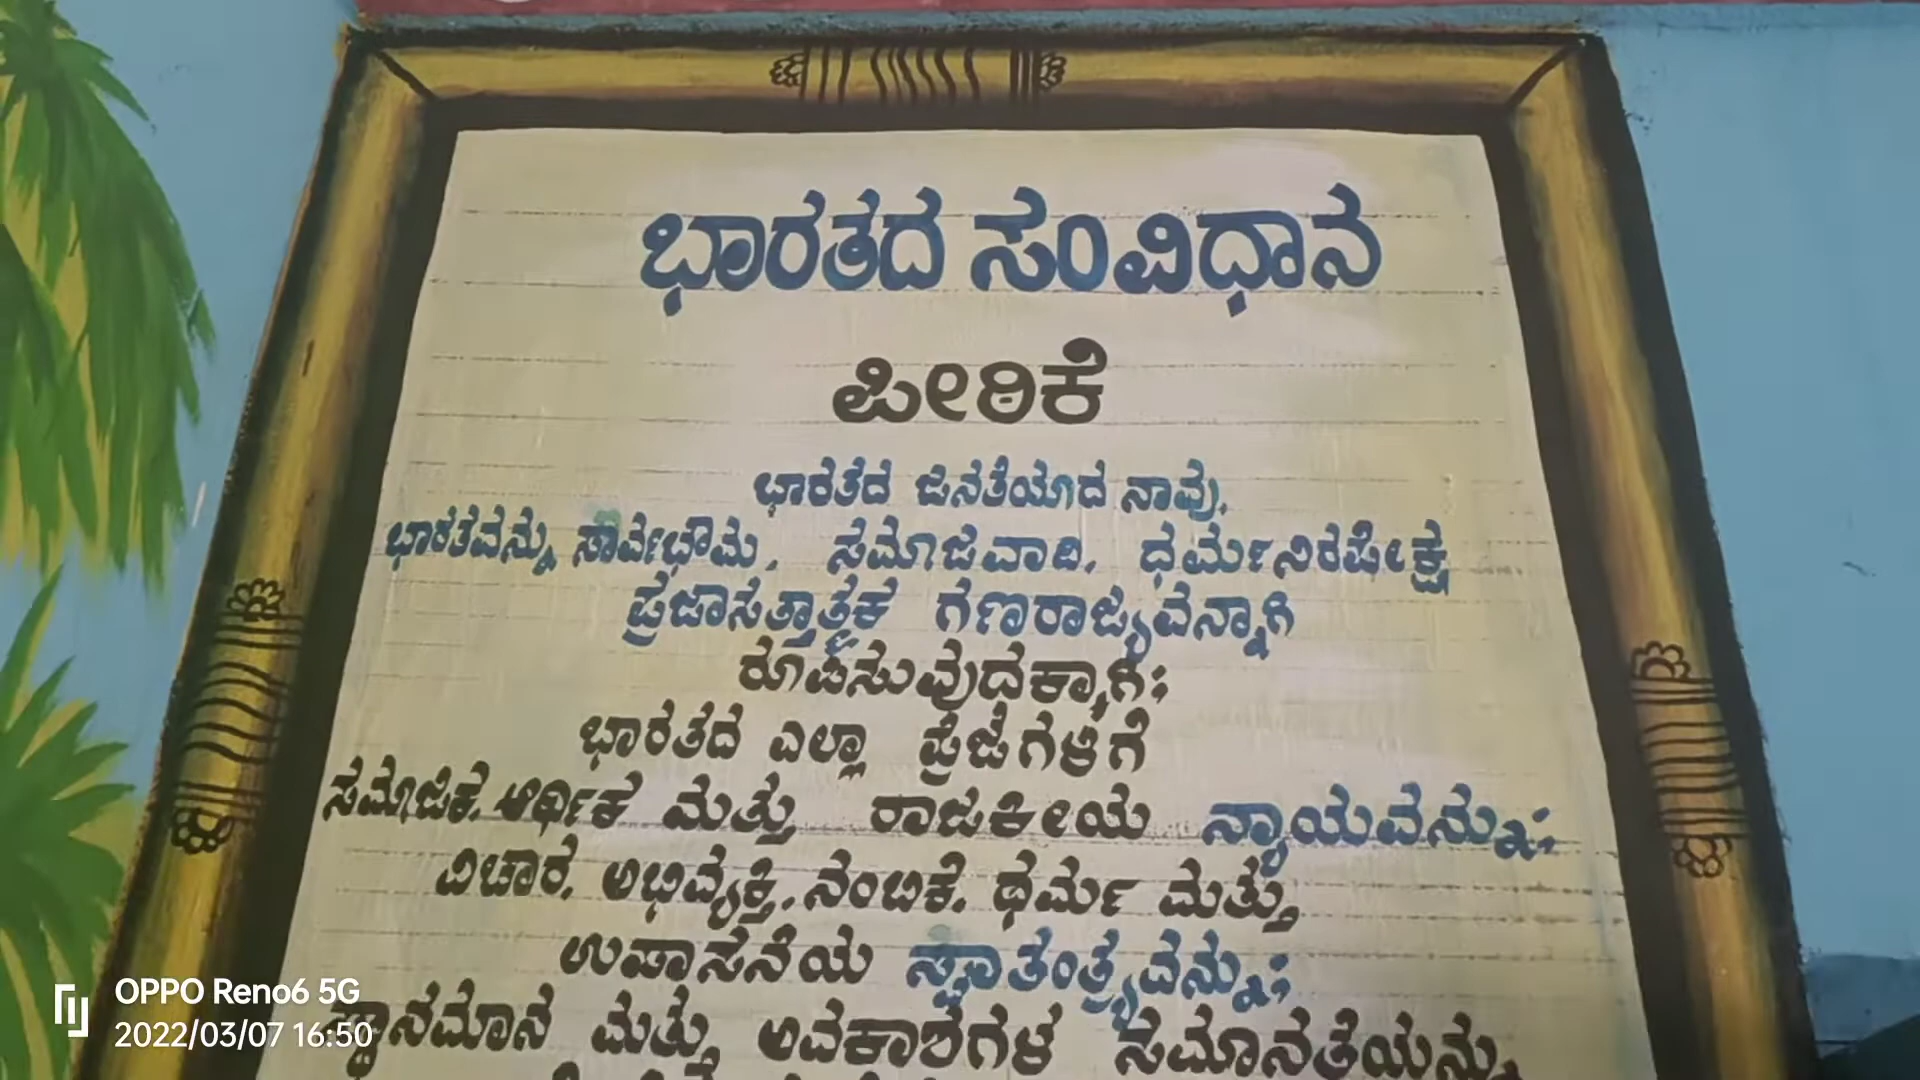 ಭಾರತದ ಸಂವಿಧಾನ
ಪೀಠಿಕೆ
ಭಾರತದ ಜನತೆಯಾದ ನಾವು,
ಭಾರತವನ್ನು ಸಾರ್ವಭೌಮ, ಸಮಾಜವಾದಿ, ಧರ್ಮನಿರಪೇಕ್ಷ
ಪ್ರಜಾಸತ್ತಾತ್ಮಕ ಗಣರಾಜ್ಯವನ್ನಾಗಿ
ರೂಪಿಸುವುದಕ್ಕಾಗಿ;
ಭಾರತದ ಎಲ್ಲಾ ಪ್ರಜೆಗಳಿಗೆ
ಸಮಾಜಿಕ, ಆರ್ಥಿಕ ಮತ್ತು ರಾಜಕೀಯ ನ್ಯಾಯವನ್ನು;
ವಿಚಾರ, ಅಭಿವ್ಯಕ್ತಿ, ನಂಬಿಕೆ, ಧರ್ಮ ಮತ್ತು
ಉಪಾಸನೆಯ ಸ್ವಾತಂತ್ರ್ಯವನ್ನು;
ಸ್ಥಾನಮಾನ ಮತ್ತು ಅವಕಾಶಗಳ ಸಮಾನತೆಯನ್ನು
OPPO Reno6 5G
2022/03/07 16:50